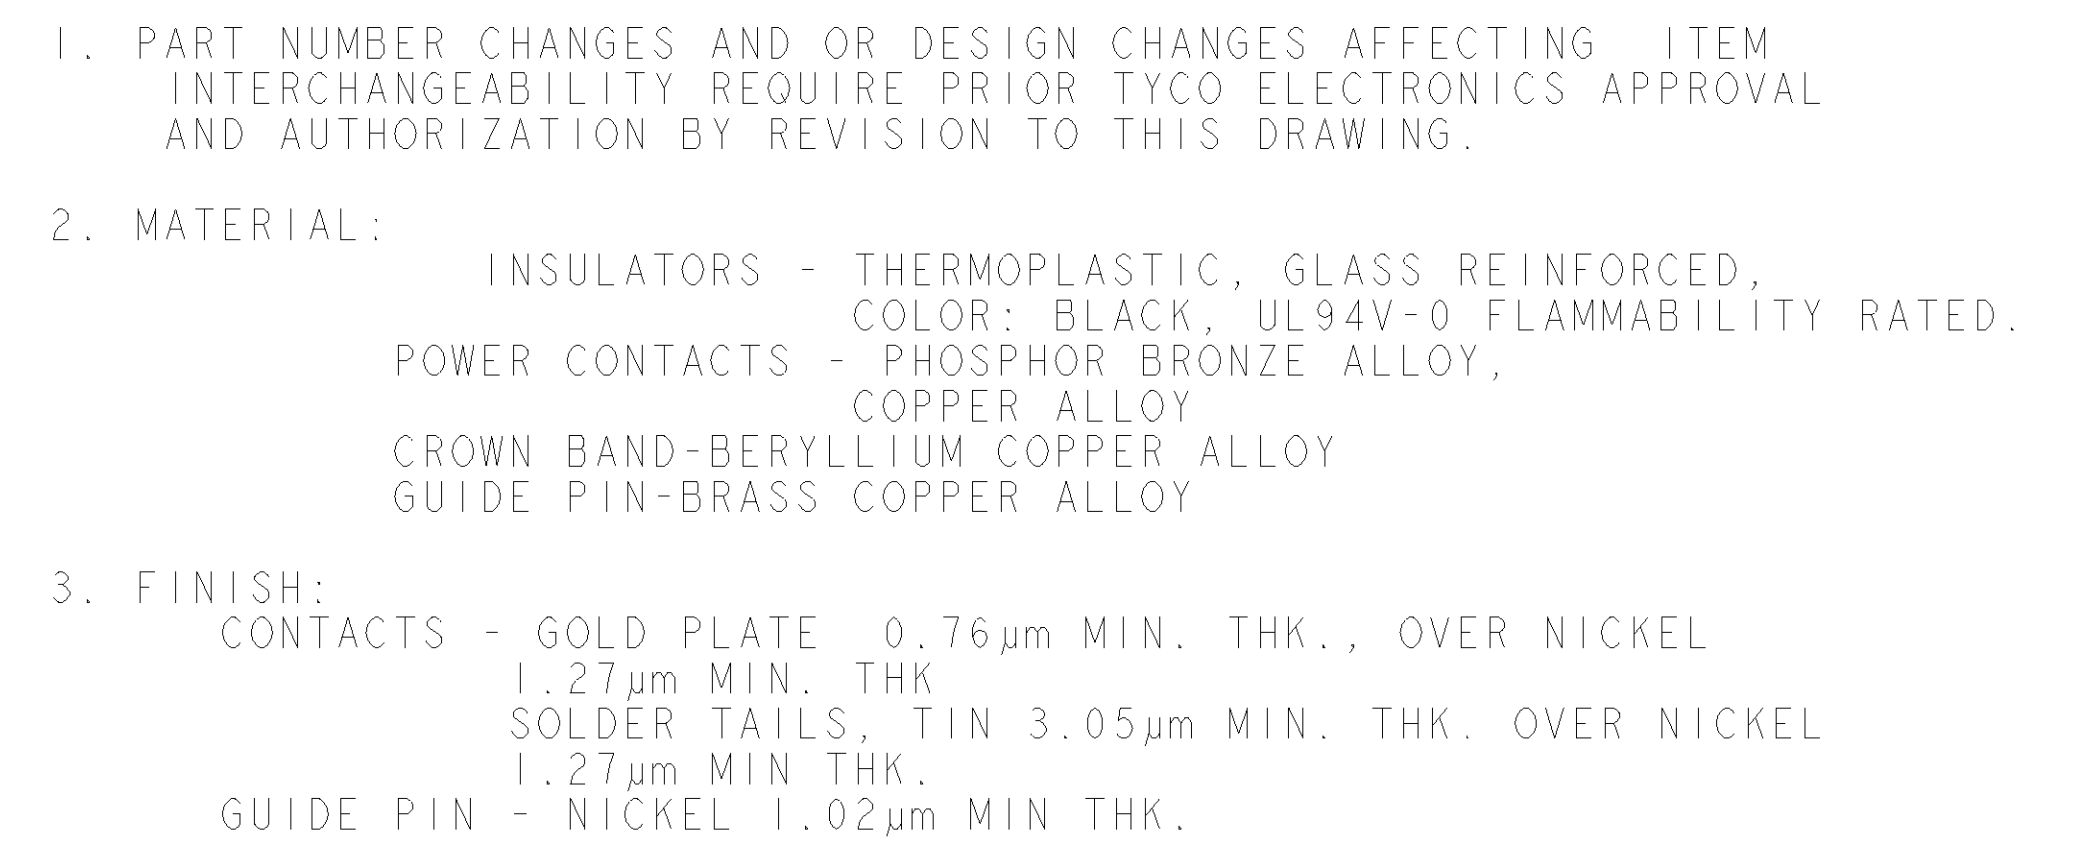 1. PART NUMBER CHANGES AND OR DESIGN CHANGES AFFECTING ITEM
INTERCHANGEABILITY REQUIRE PRIOR TYCO ELECTRONICS APPROVAL
AND AUTHORIZATION BY REVISION TO THIS DRAWING.
2. MATERIAL:
INSULATORS - THERMOPLASTIC, GLASS REINFORCED,
COLOR: BLACK, UL94V-0 FLAMMABILITY RATED.
POWER CONTACTS - PHOSPHOR BRONZE ALLOY,
COPPER ALLOY
CROWN BAND-BERYLLIUM COPPER ALLOY
GUIDE PIN-BRASS COPPER ALLOY
3. FINISH:
CONTACTS - GOLD PLATE 0.76µm MIN. THK., OVER NICKEL
1.27µm MIN. THK
SOLDER TAILS, TIN 3.05µm MIN. THK. OVER NICKEL
1.27µm MIN THK.
GUIDE PIN - NICKEL 1.02µm MIN THK.